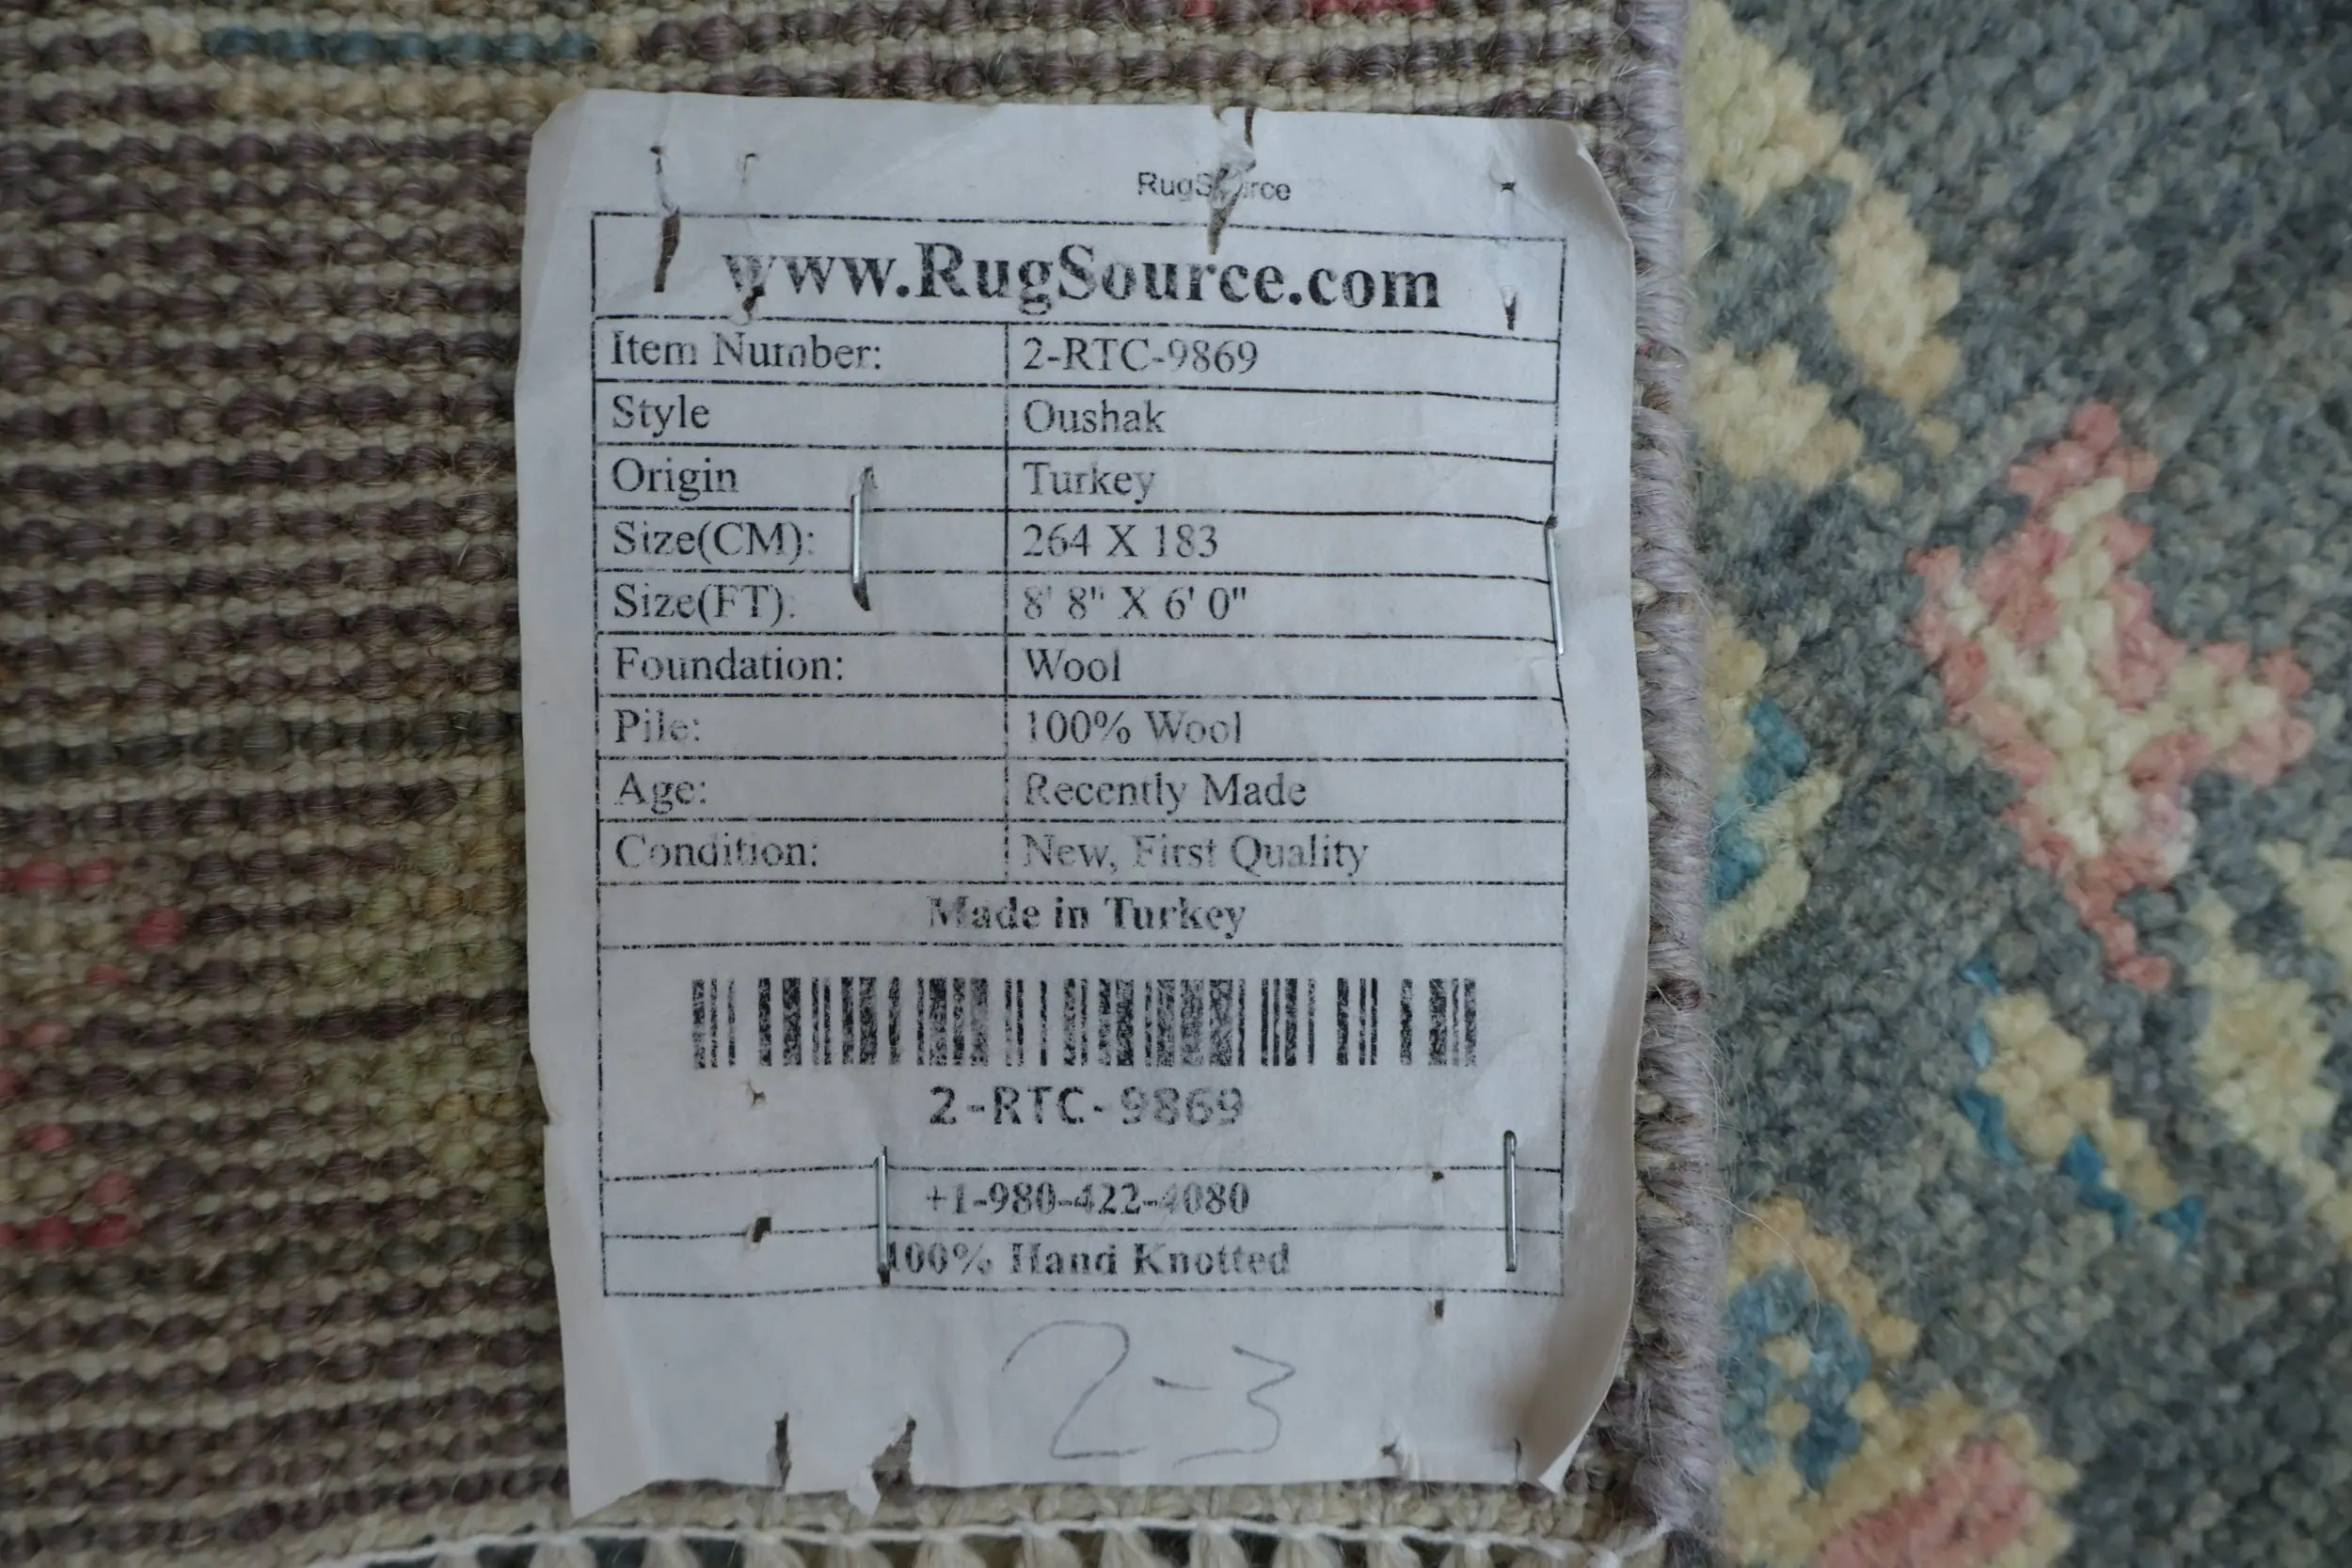 RugSource
www.RugSource.com
Item Number: 2-RTC-9869
Style Oushak
Origin Turkey
Size(CM): 264 X 183
Size(FT): 8' 8" X 6' 0"
Foundation: Wool
Pile: 100% Wool
Age: Recently Made
Condition: New, First Quality
Made in Turkey
2-RTC-9869
+1-980-422-4080
100% Hand Knotted
2-3